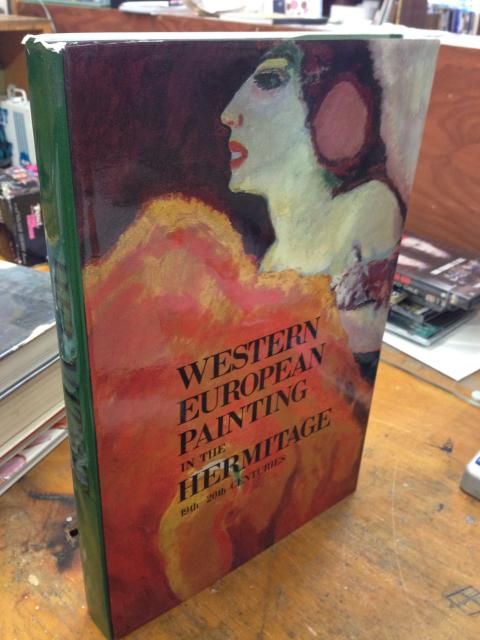 WESTERN
EUROPEAN
PAINTING
IN THE
HERMITAGE
19th–20th CENTURIES